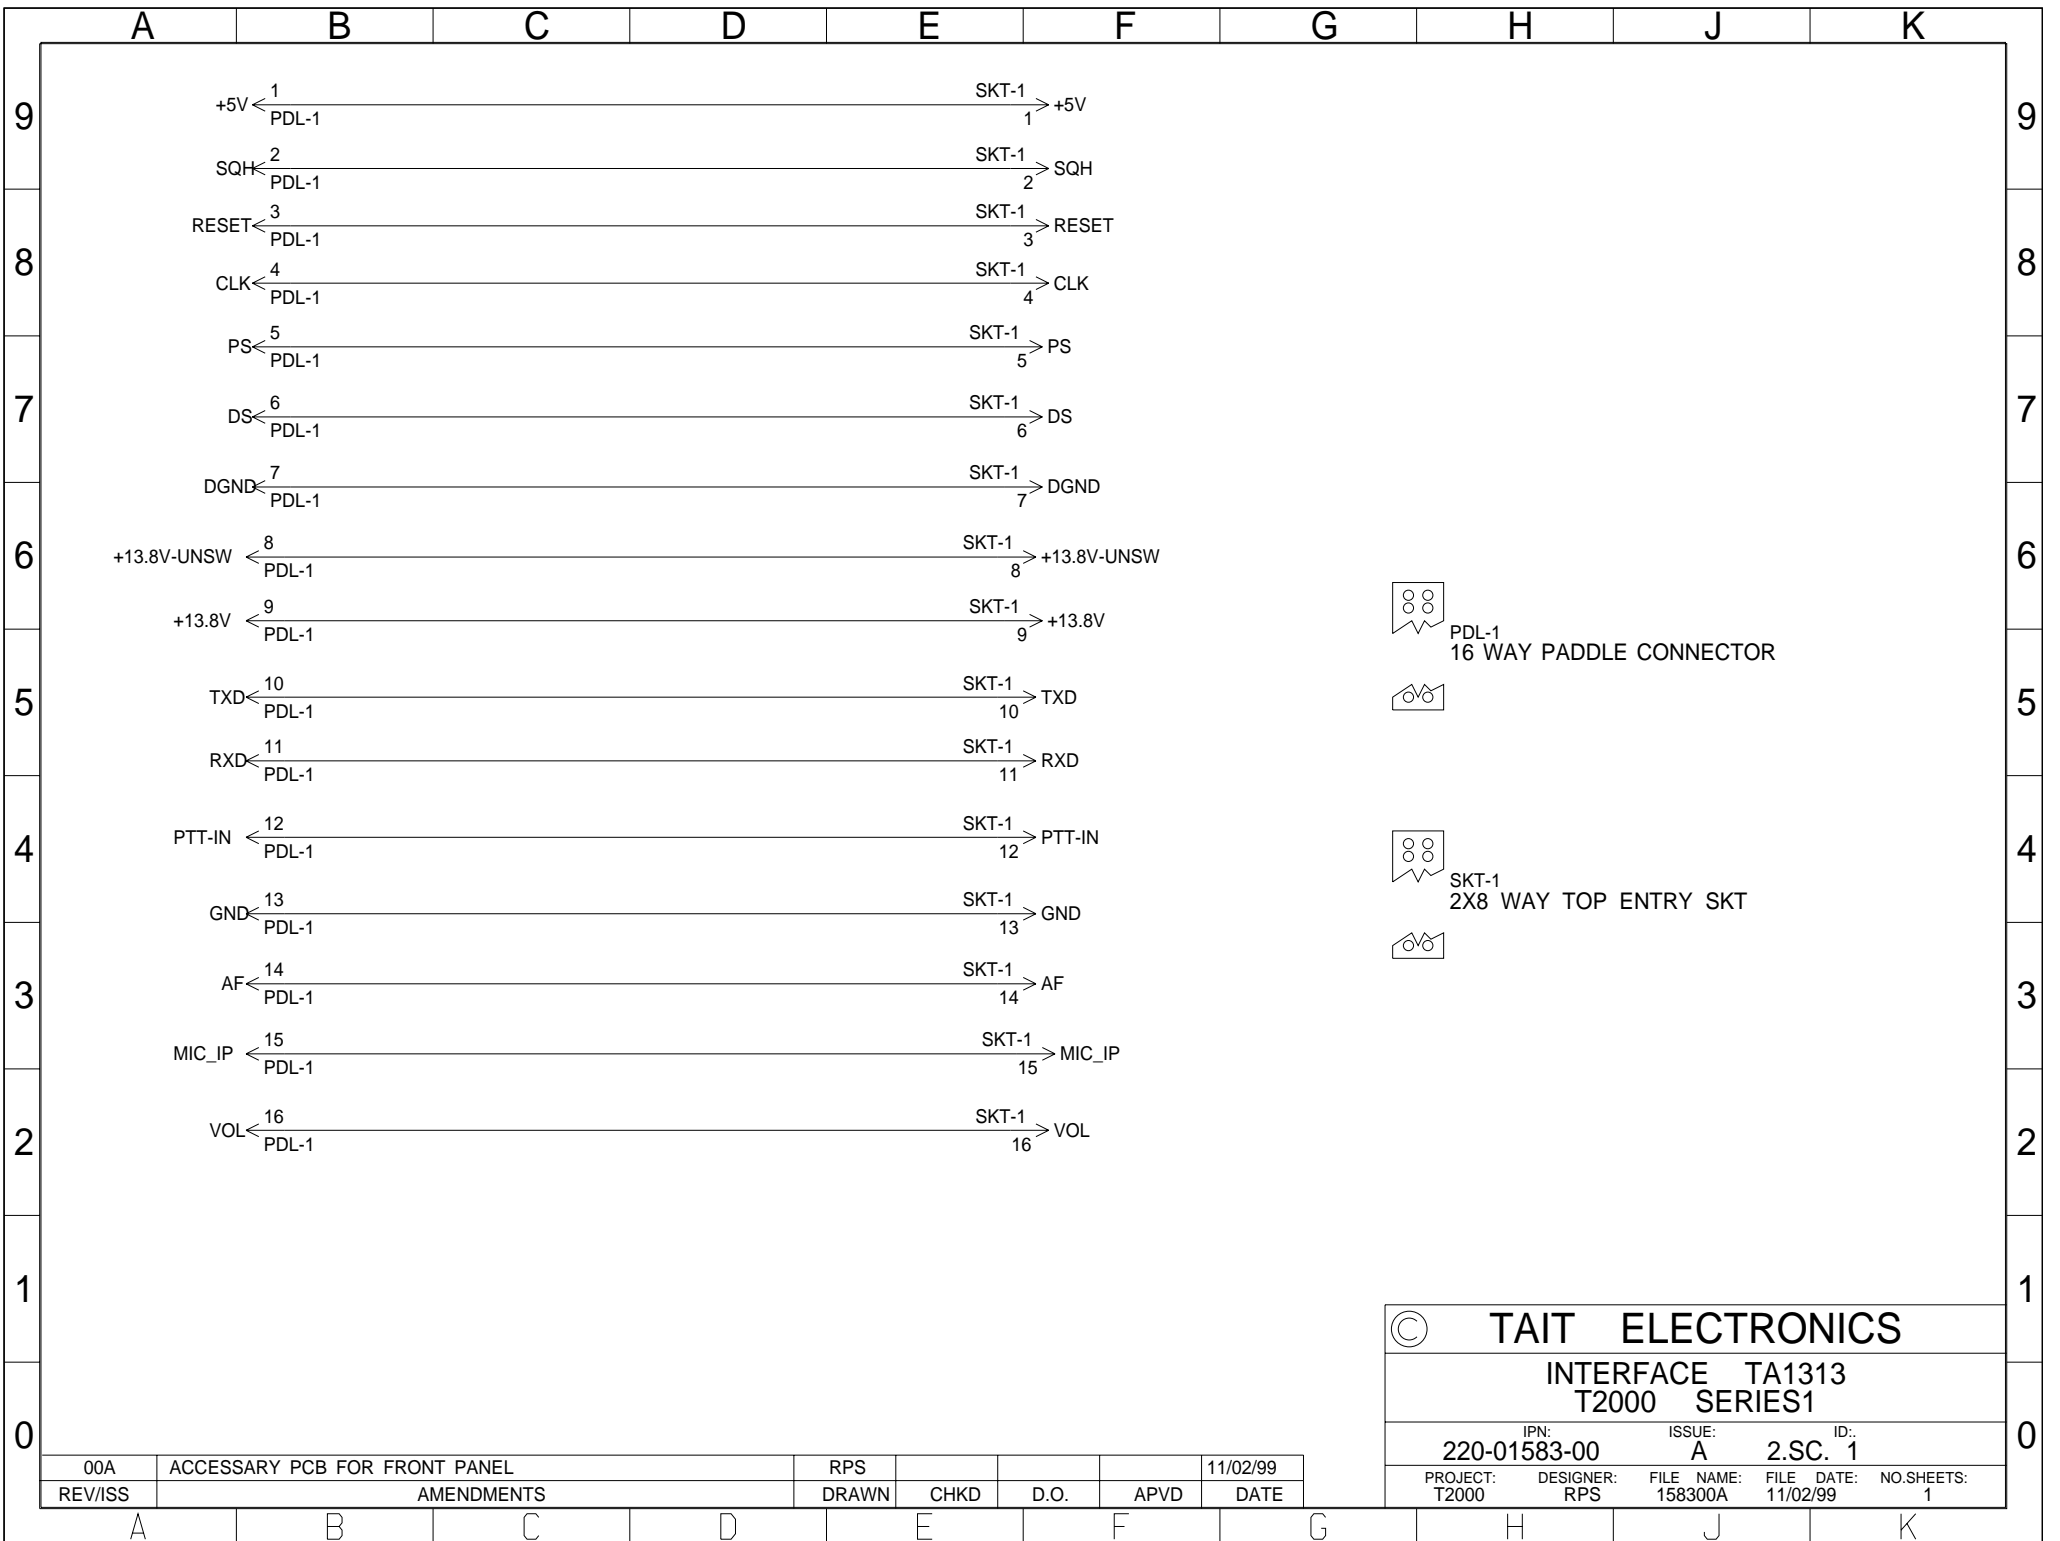 A B C D E F G H J K
9 9
1 SKT-1
+5V +5V
PDL-1 1
2 SKT-1
SQH SQH
PDL-1 2
3 SKT-1
RESET RESET
PDL-1 3
8 8
4 SKT-1
CLK CLK
PDL-1 4
5 SKT-1
PS PS
PDL-1 5
7 7
6 SKT-1
DS DS
PDL-1 6
7 SKT-1
DGND DGND
PDL-1 7
6 6
8 SKT-1
+13.8V-UNSW +13.8V-UNSW
PDL-1 8
9 SKT-1
+13.8V +13.8V
PDL-1 9
PDL-1
16 WAY PADDLE CONNECTOR
5 5
10 SKT-1
TXD TXD
PDL-1 10
11 SKT-1
RXD RXD
PDL-1 11
4 4
12 SKT-1
PTT-IN PTT-IN
PDL-1 12
SKT-1
2X8 WAY TOP ENTRY SKT
13 SKT-1
GND GND
PDL-1 13
3 3
14 SKT-1
AF AF
PDL-1 14
15 SKT-1
MIC_IP MIC_IP
PDL-1 15
2 2
16 SKT-1
VOL VOL
PDL-1 16
1 1
© TAIT ELECTRONICS
INTERFACE TA1313
T2000 SERIES1
0 0
IPN: ISSUE: ID:.
220-01583-00 A 2.SC. 1
PROJECT: DESIGNER: FILE NAME: FILE DATE: NO.SHEETS:
T2000 RPS 158300A 11/02/99 1
00A ACCESSARY PCB FOR FRONT PANEL RPS 11/02/99
REV/ISS AMENDMENTS DRAWN CHKD D.O. APVD DATE
A B C D E F G H J K